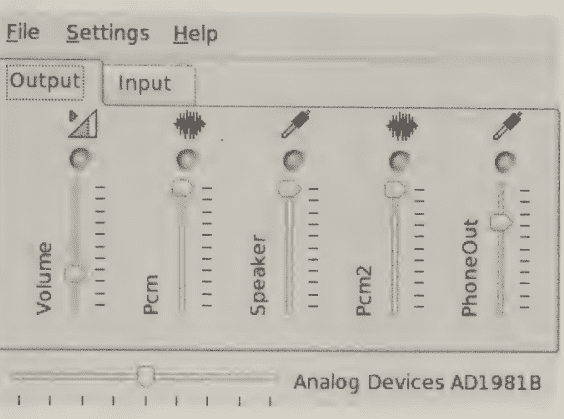 File Settings Help
Output Input
Volume
Pcm
Speaker
Pcm2
PhoneOut
Analog Devices AD1981B